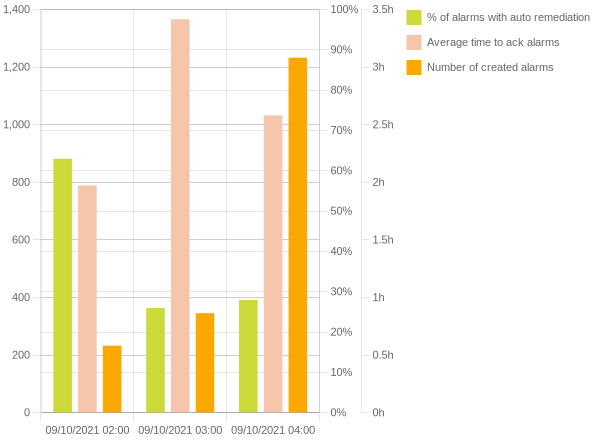 1,400
1,200
1,000
800
600
400
200
0
100%
90%
80%
70%
60%
50%
40%
30%
20%
10%
0%
3.5h
3h
2.5h
2h
1.5h
1h
0.5h
0h
% of alarms with auto remediation
Average time to ack alarms
Number of created alarms
09/10/2021 02:00 09/10/2021 03:00 09/10/2021 04:00